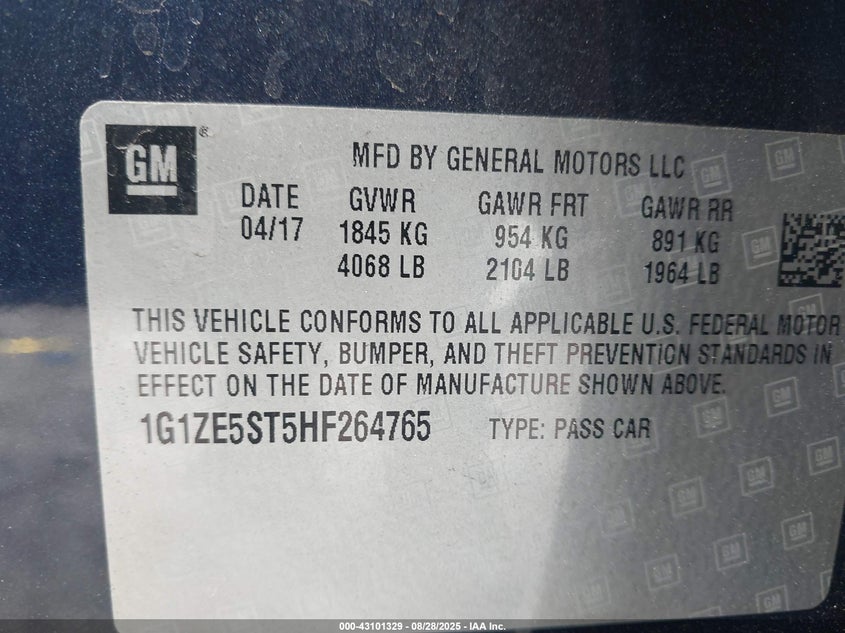 GM ®
MFD BY GENERAL MOTORS LLC
DATE GVWR GAWR FRT GAWR RR
04/17 1845 KG 954 KG 891 KG
4068 LB 2104 LB 1964 LB
THIS VEHICLE CONFORMS TO ALL APPLICABLE U.S. FEDERAL MOTOR
VEHICLE SAFETY, BUMPER, AND THEFT PREVENTION STANDARDS IN
EFFECT ON THE DATE OF MANUFACTURE SHOWN ABOVE.
1G1ZE5ST5HF264765 TYPE: PASS CAR
000-43101329 - 08/28/2025 - IAA Inc.